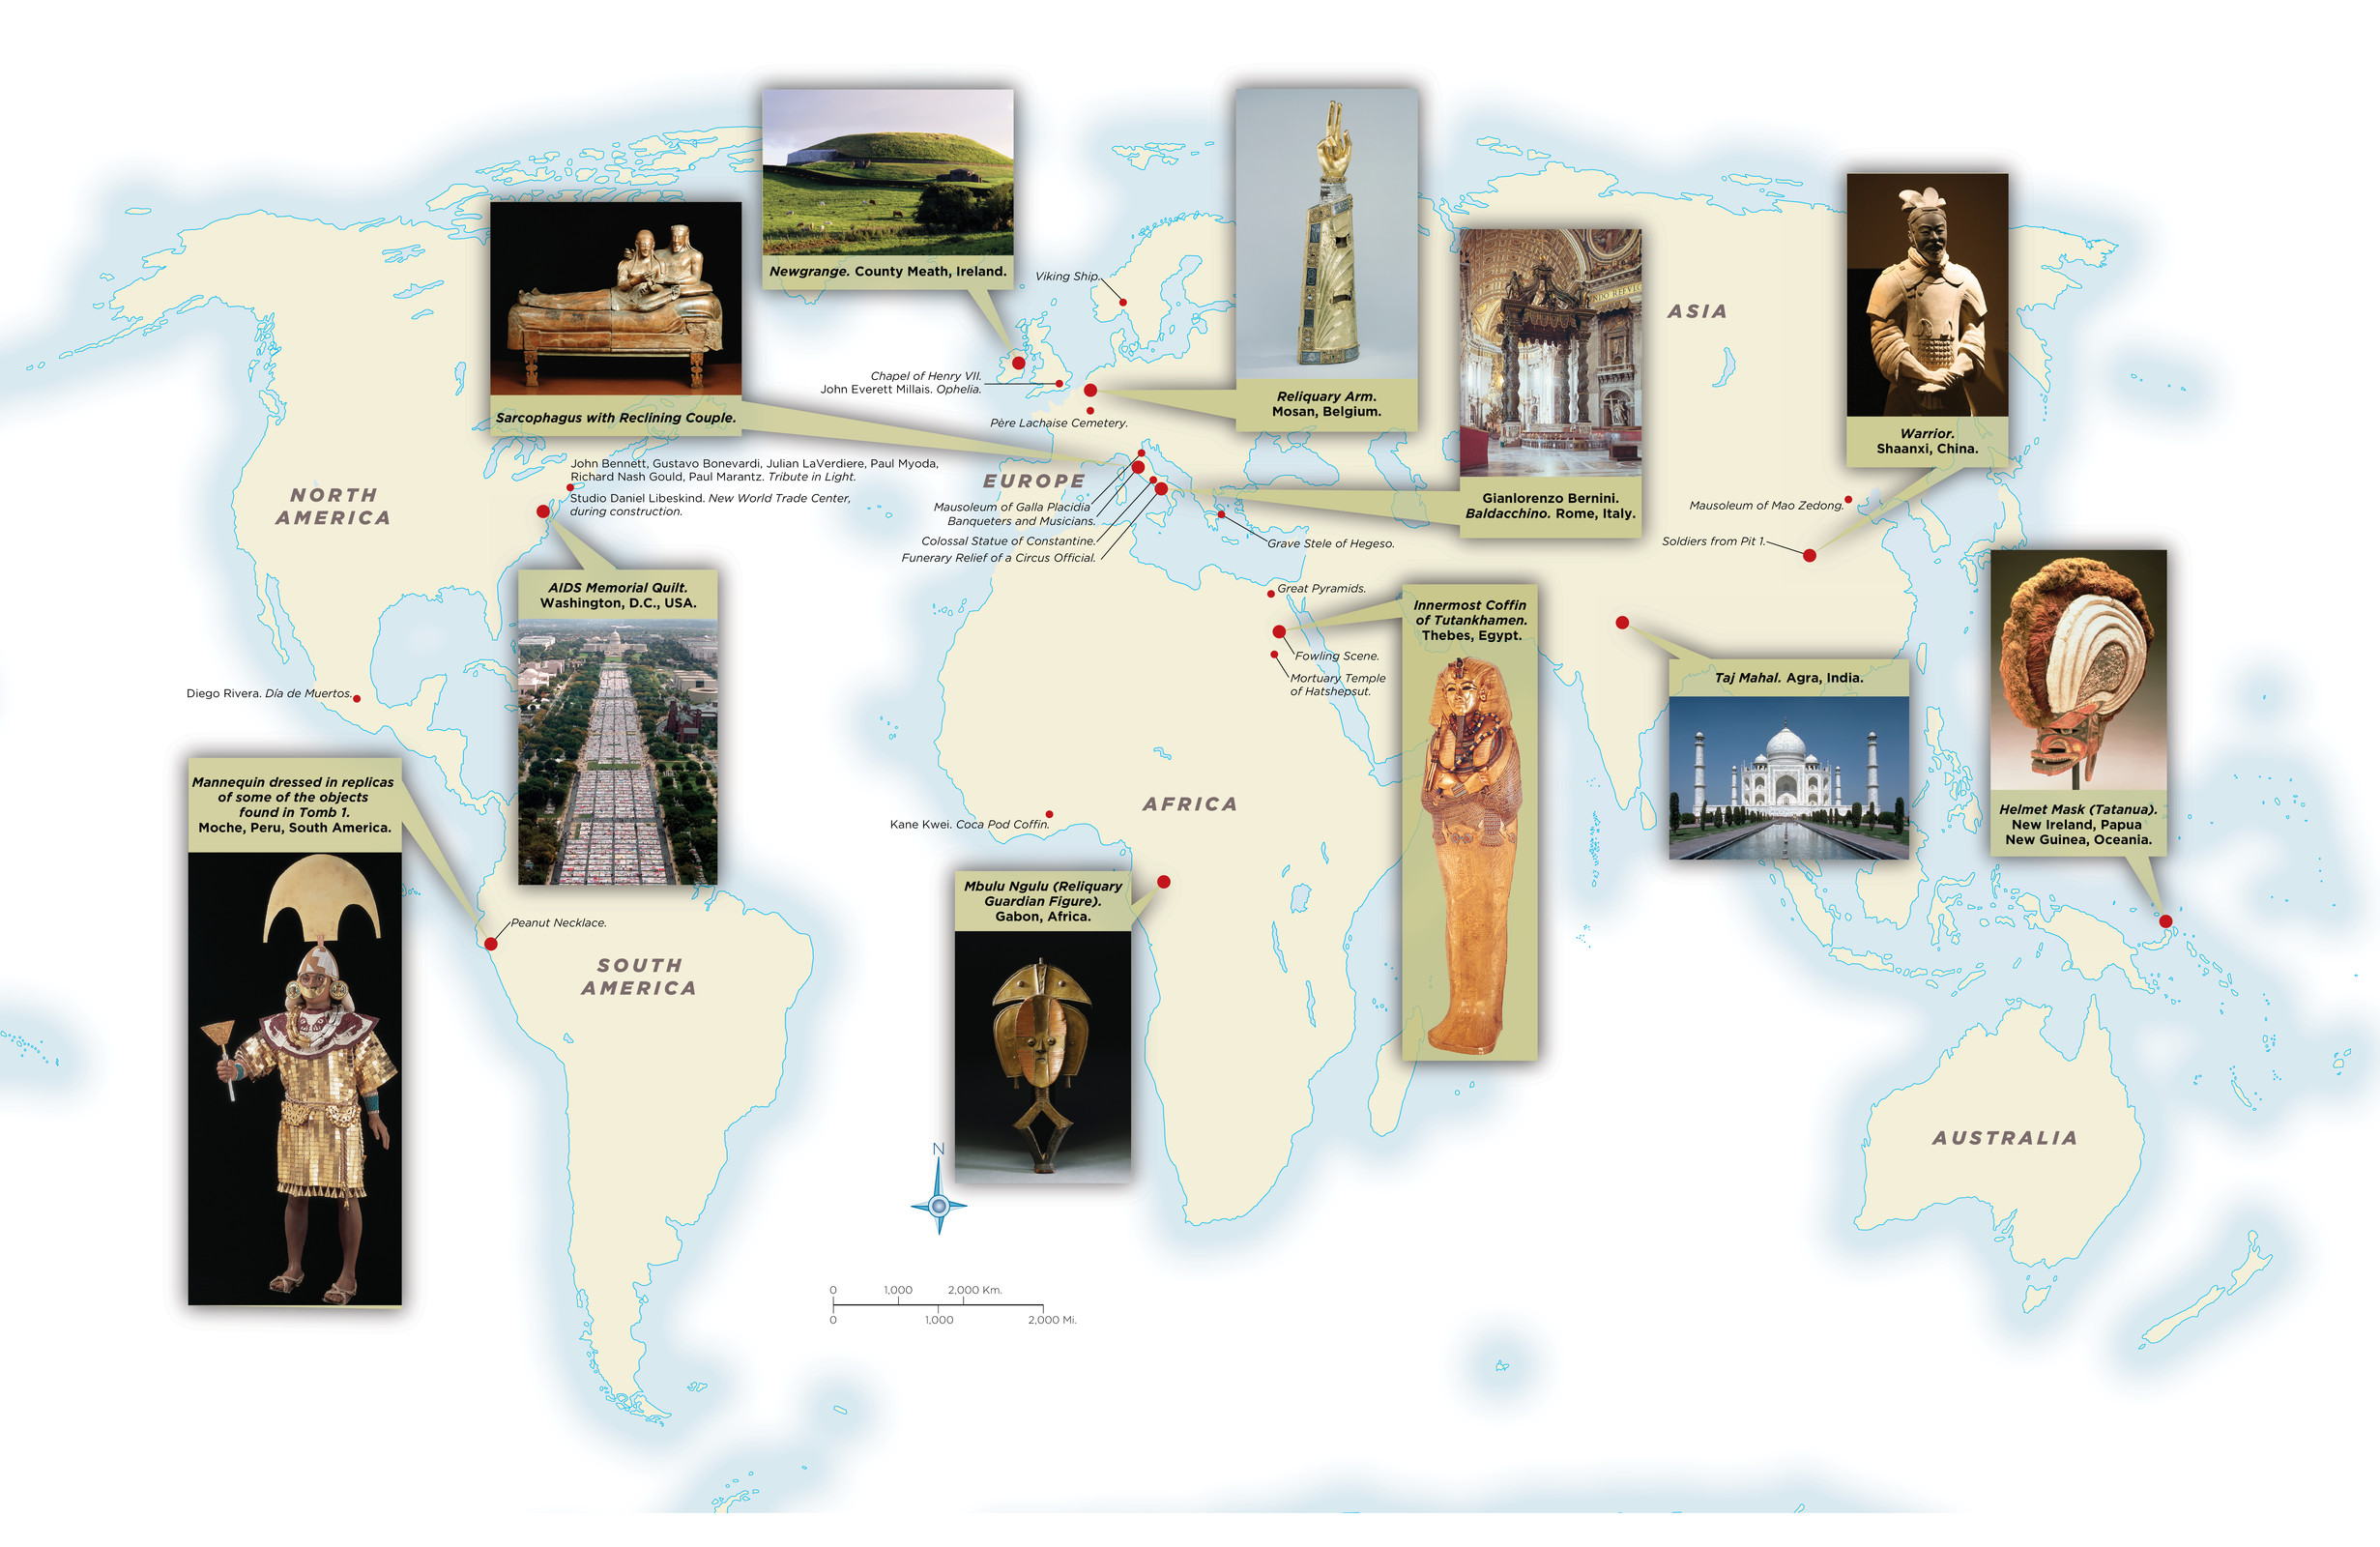 Newgrange. County Meath, Ireland.
Sarcophagus with Reclining Couple.
Viking Ship.
Chapel of Henry VII.
John Everett Millais. Ophelia.
Père Lachaise Cemetery.
Reliquary Arm.
Mosan, Belgium.
NDO REFVLG
Gianlorenzo Bernini.
Baldacchino. Rome, Italy.
ASIA
Warrior.
Shaanxi, China.
Mausoleum of Mao Zedong.
Soldiers from Pit 1.
NORTH
AMERICA
John Bennett, Gustavo Bonevardi, Julian LaVerdiere, Paul Myoda,
Richard Nash Gould, Paul Marantz. Tribute in Light.
Studio Daniel Libeskind. New World Trade Center,
during construction.
EUROPE
Mausoleum of Galla Placidia
Banqueters and Musicians.
Colossal Statue of Constantine.
Funerary Relief of a Circus Official.
Grave Stele of Hegeso.
AIDS Memorial Quilt.
Washington, D.C., USA.
Great Pyramids.
Innermost Coffin
of Tutankhamen.
Thebes, Egypt.
Fowling Scene.
Mortuary Temple
of Hatshepsut.
Taj Mahal. Agra, India.
Diego Rivera. Día de Muertos.
Mannequin dressed in replicas
of some of the objects
found in Tomb 1.
Moche, Peru, South America.
AFRICA
Kane Kwei. Coca Pod Coffin.
Helmet Mask (Tatanua).
New Ireland, Papua
New Guinea, Oceania.
Mbulu Ngulu (Reliquary
Guardian Figure).
Gabon, Africa.
Peanut Necklace.
SOUTH
AMERICA
AUSTRALIA
N
0 1,000 2,000 Km.
0 1,000 2,000 Mi.